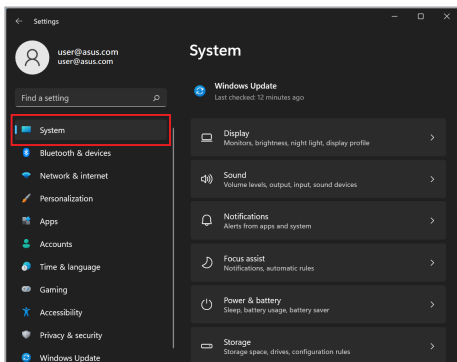 Settings
user@asus.com
user@asus.com
Find a setting
System
Bluetooth & devices
Network & internet
Personalization
Apps
Accounts
Time & language
Gaming
Accessibility
Privacy & security
Windows Update
System
Windows Update
Last checked: 12 minutes ago
Display
Monitors, brightness, night light, display profile
Sound
Volume levels, output, input, sound devices
Notifications
Alerts from apps and system
Focus assist
Notifications, automatic rules
Power & battery
Sleep, battery usage, battery saver
Storage
Storage space, drives, configuration rules